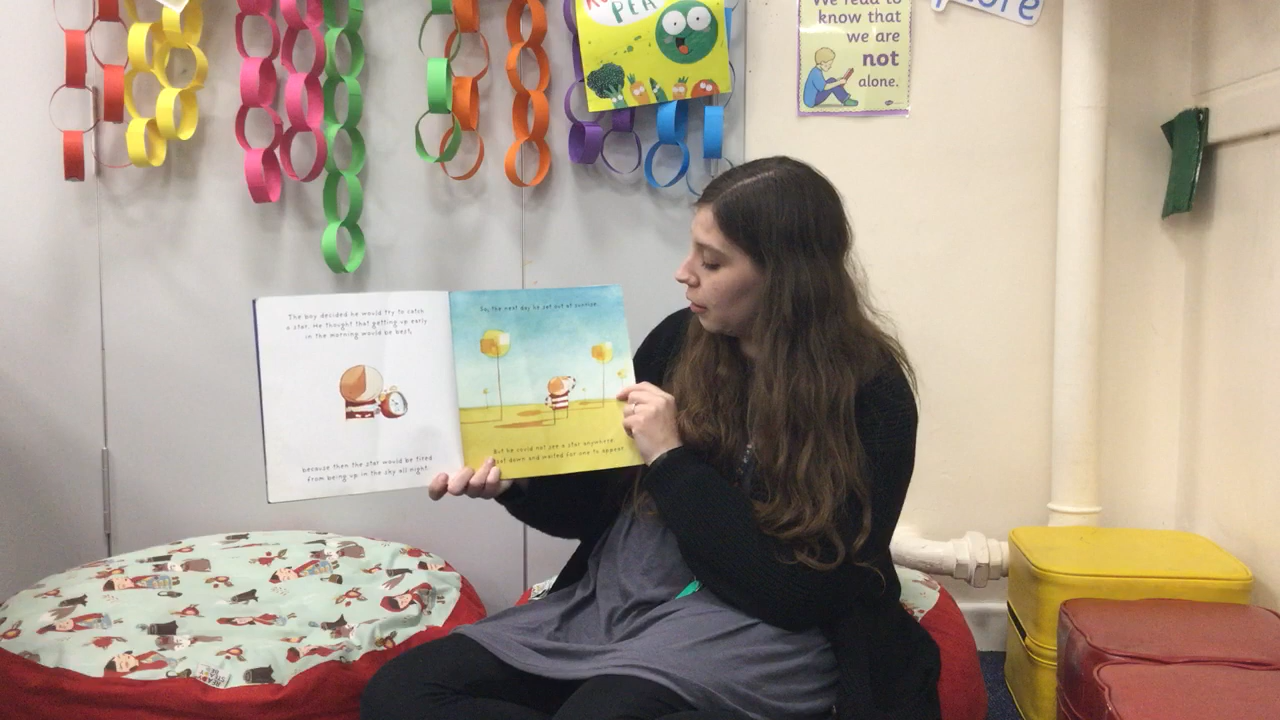 PEA
We read to
know that
we are
not
alone.
The boy decided he would try to catch
a star. He thought that getting up early
in the morning would be best,
because then the star would be tired
from being up in the sky all night.
So the next day he set out at sunrise.
But he could not see a star anywhere.
sat down and waited for one to appear.